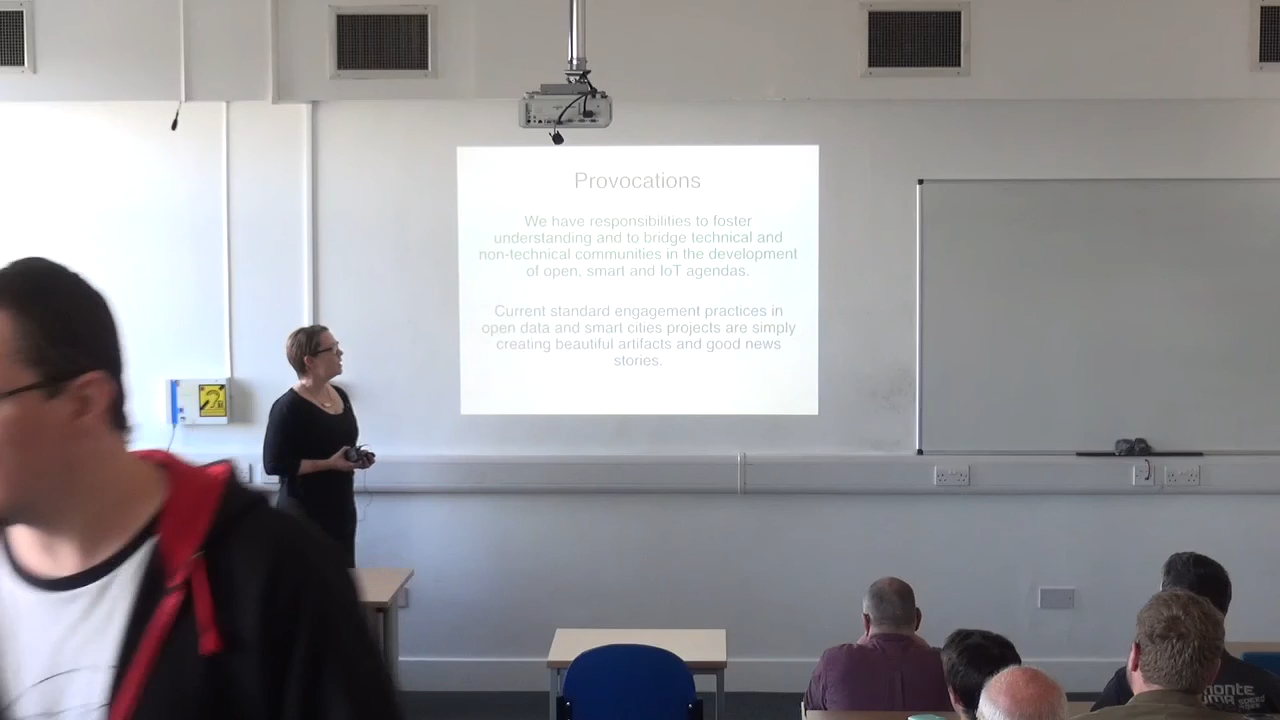 Provocations
We have responsibilities to foster
understanding and to bridge technical and
non-technical communities in the development
of open, smart and IoT agendas.
Current standard engagement practices in
open data and smart cities projects are simply
creating beautiful artifacts and good news
stories.